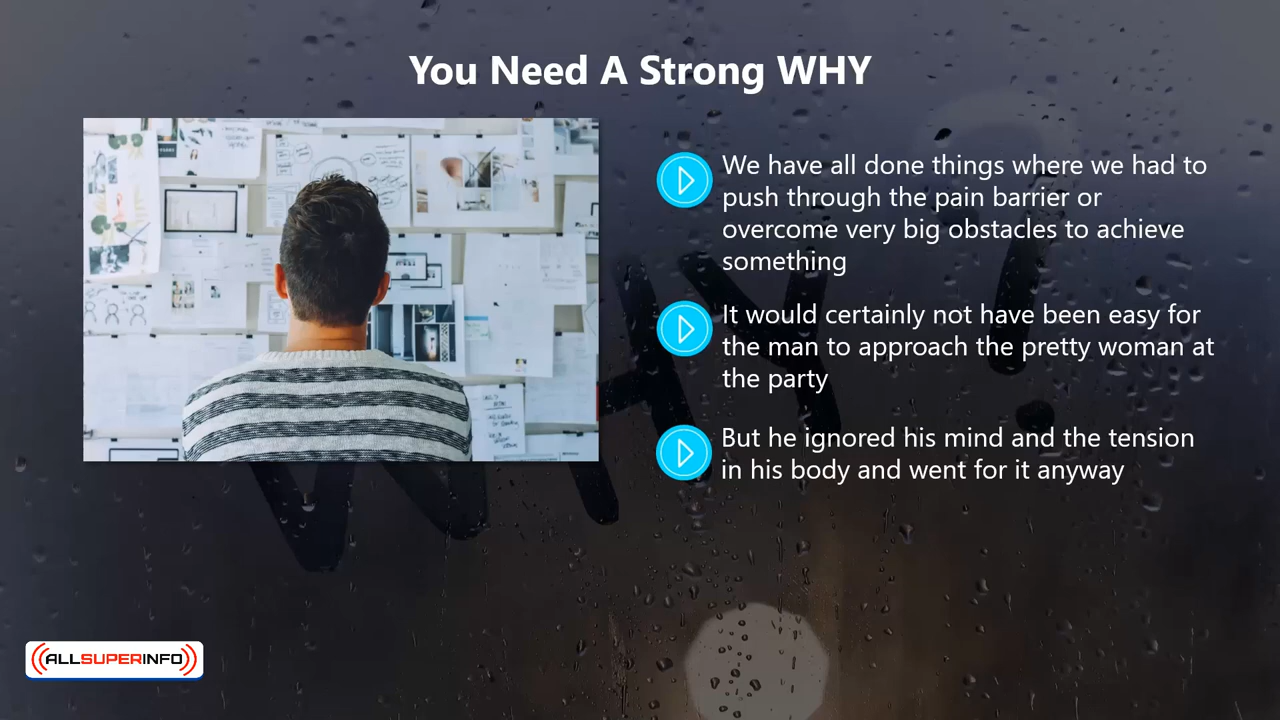 You Need A Strong WHY
We have all done things where we had to
push through the pain barrier or
overcome very big obstacles to achieve
something
It would certainly not have been easy for
the man to approach the pretty woman at
the party
But he ignored his mind and the tension
in his body and went for it anyway
WHY?
ALLSUPERINFO